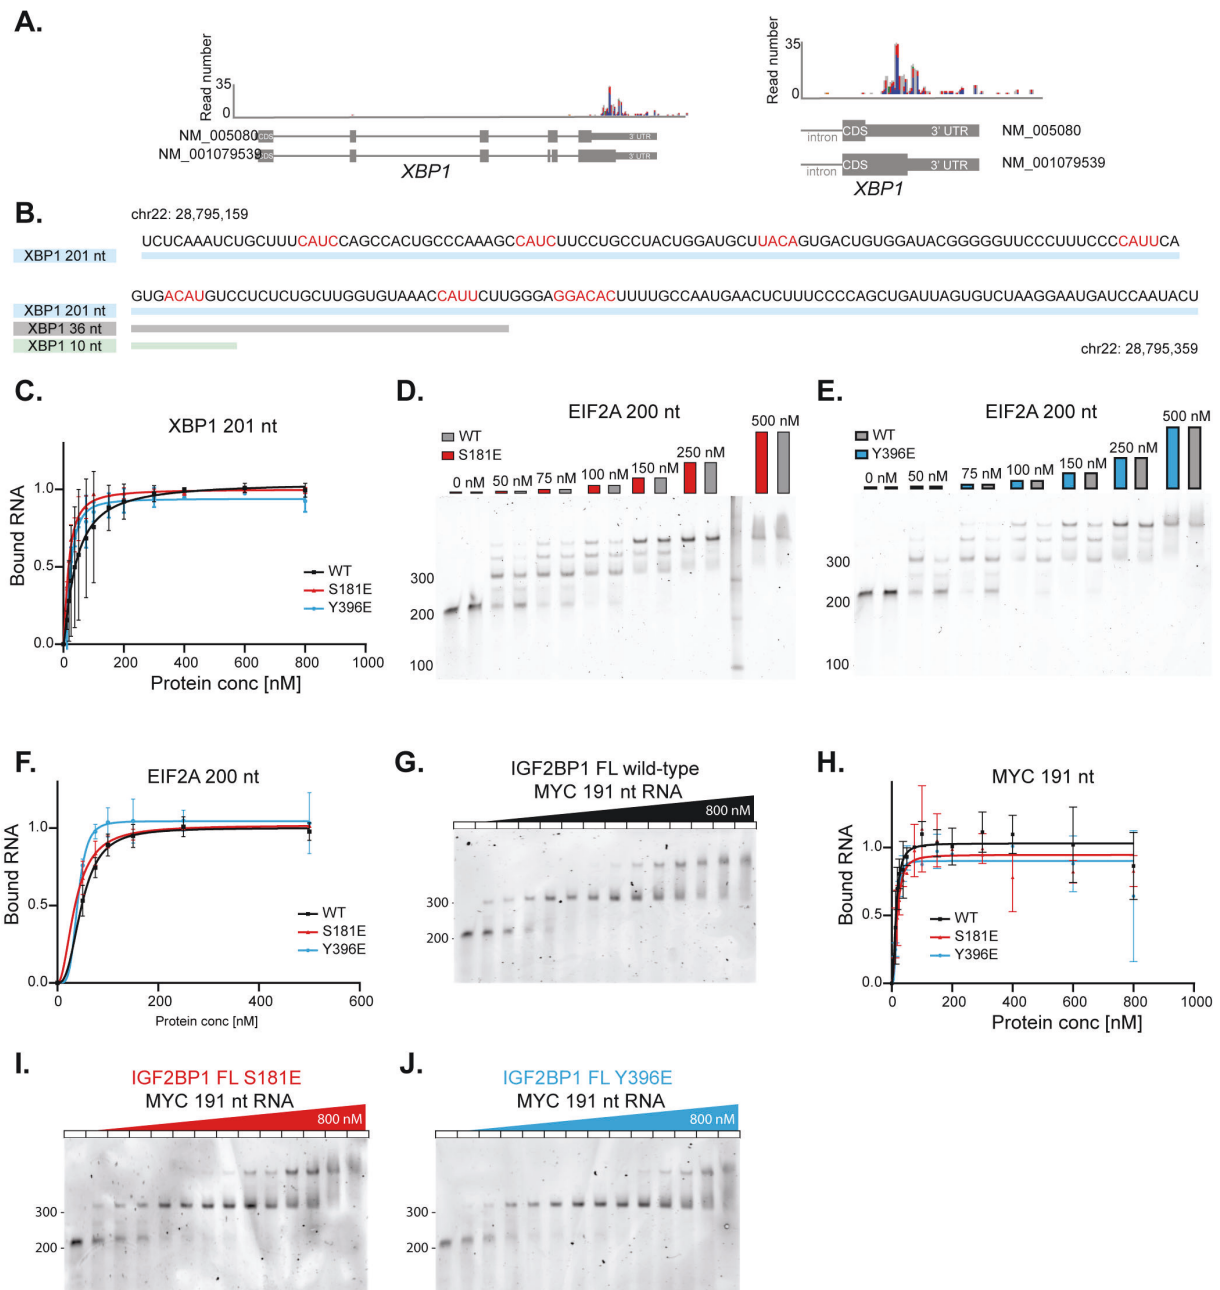 A.
Read number
35
0
NM_005080
CDS
3' UTR
NM_001079539
3' UTR
XBP1
Read number
35
0
intron
CDS
3' UTR
NM_005080
intron
CDS
3' UTR
NM_001079539
XBP1
B.
chr22: 28,795,159
UCUCAAAUCUGCUUUCAUCCAGCCACUGCCCAAAGCCAUCUUCCUGCCUACUGGAUGCUUACAGUGACUGUGGAUACGGGGGUUCCCUUUCCCCAUUCA
XBP1 201 nt
GUGACAUGUCCUCUCUGCUUGGUGUAAACCAUUCUUGGGAGGACACUUUUGCCAAUGAACUCUUUCCCCAGCUGAUUAGUGUCUAAGGAAUGAUCCAAUACU
XBP1 201 nt
XBP1 36 nt
XBP1 10 nt
chr22: 28,795,359
C.
XBP1 201 nt
Bound RNA
1.0
0.5
0.0
0 200 400 600 800 1000
Protein conc [nM]
WT
S181E
Y396E
D.
EIF2A 200 nt
WT
S181E
0 nM 50 nM 75 nM 100 nM 150 nM 250 nM 500 nM
300
200
100
E.
EIF2A 200 nt
WT
Y396E
0 nM 50 nM 75 nM 100 nM 150 nM 250 nM 500 nM
300
200
100
F.
EIF2A 200 nt
Bound RNA
1.0
0.5
0.0
0 200 400 600
Protein conc [nM]
WT
S181E
Y396E
G.
IGF2BP1 FL wild-type
MYC 191 nt RNA
800 nM
300
200
H.
MYC 191 nt
Bound RNA
1.0
0.5
0.0
0 200 400 600 800 1000
Protein conc [nM]
WT
S181E
Y396E
I.
IGF2BP1 FL S181E
MYC 191 nt RNA
800 nM
300
200
J.
IGF2BP1 FL Y396E
MYC 191 nt RNA
800 nM
300
200